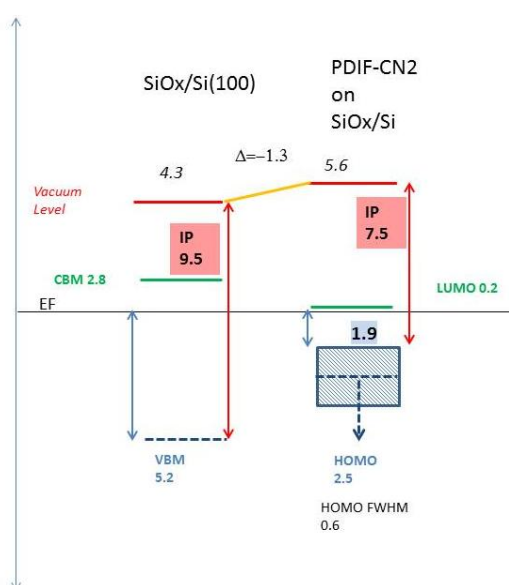 SiOx/Si(100)
PDIF-CN2
on
SiOx/Si
Δ=−1.3
4.3
5.6
Vacuum
Level
IP
9.5
IP
7.5
CBM 2.8
LUMO 0.2
EF
1.9
VBM
5.2
HOMO
2.5
HOMO FWHM
0.6